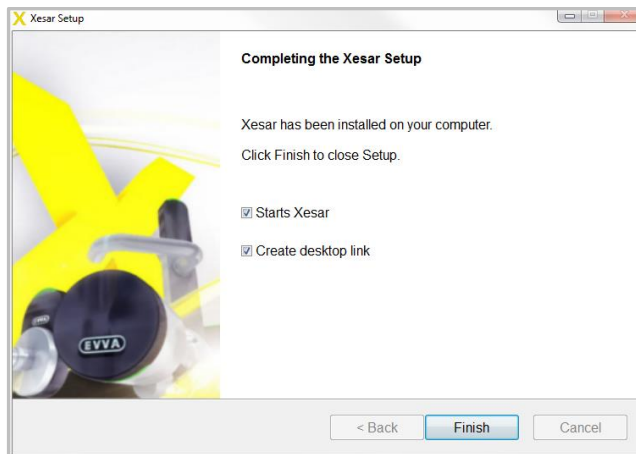 Xesar Setup
Completing the Xesar Setup
Xesar has been installed on your computer.
Click Finish to close Setup.
Starts Xesar
Create desktop link
EVVA
< Back
Finish
Cancel